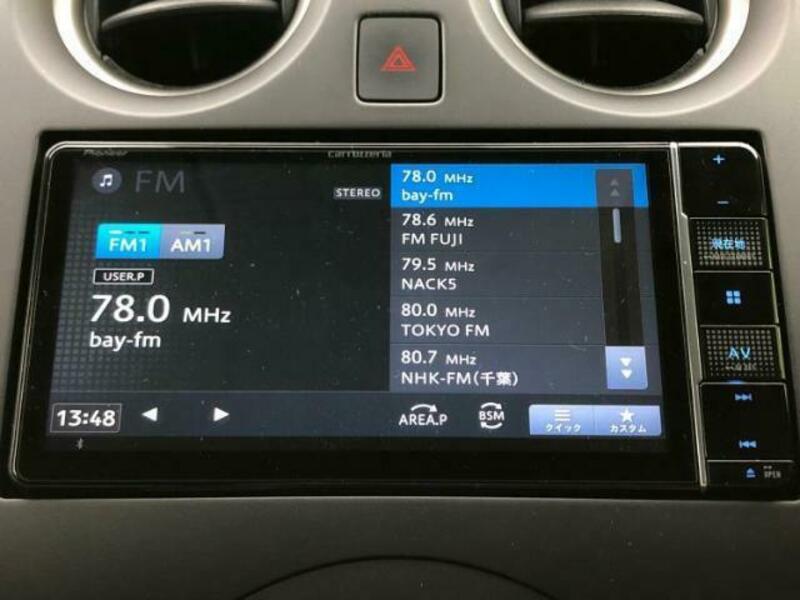 Pioneer
carrozzeria
FM
STEREO
FM1 AM1
USER.P
78.0 MHz
bay-fm
78.0 MHz
bay-fm
78.6 MHz
FM FUJI
79.5 MHz
NACK5
80.0 MHz
TOKYO FM
80.7 MHz
NHK-FM(千葉)
13:48
AREA.P
BSM
クイック
カスタム
+
−
現在地
AV
OPEN